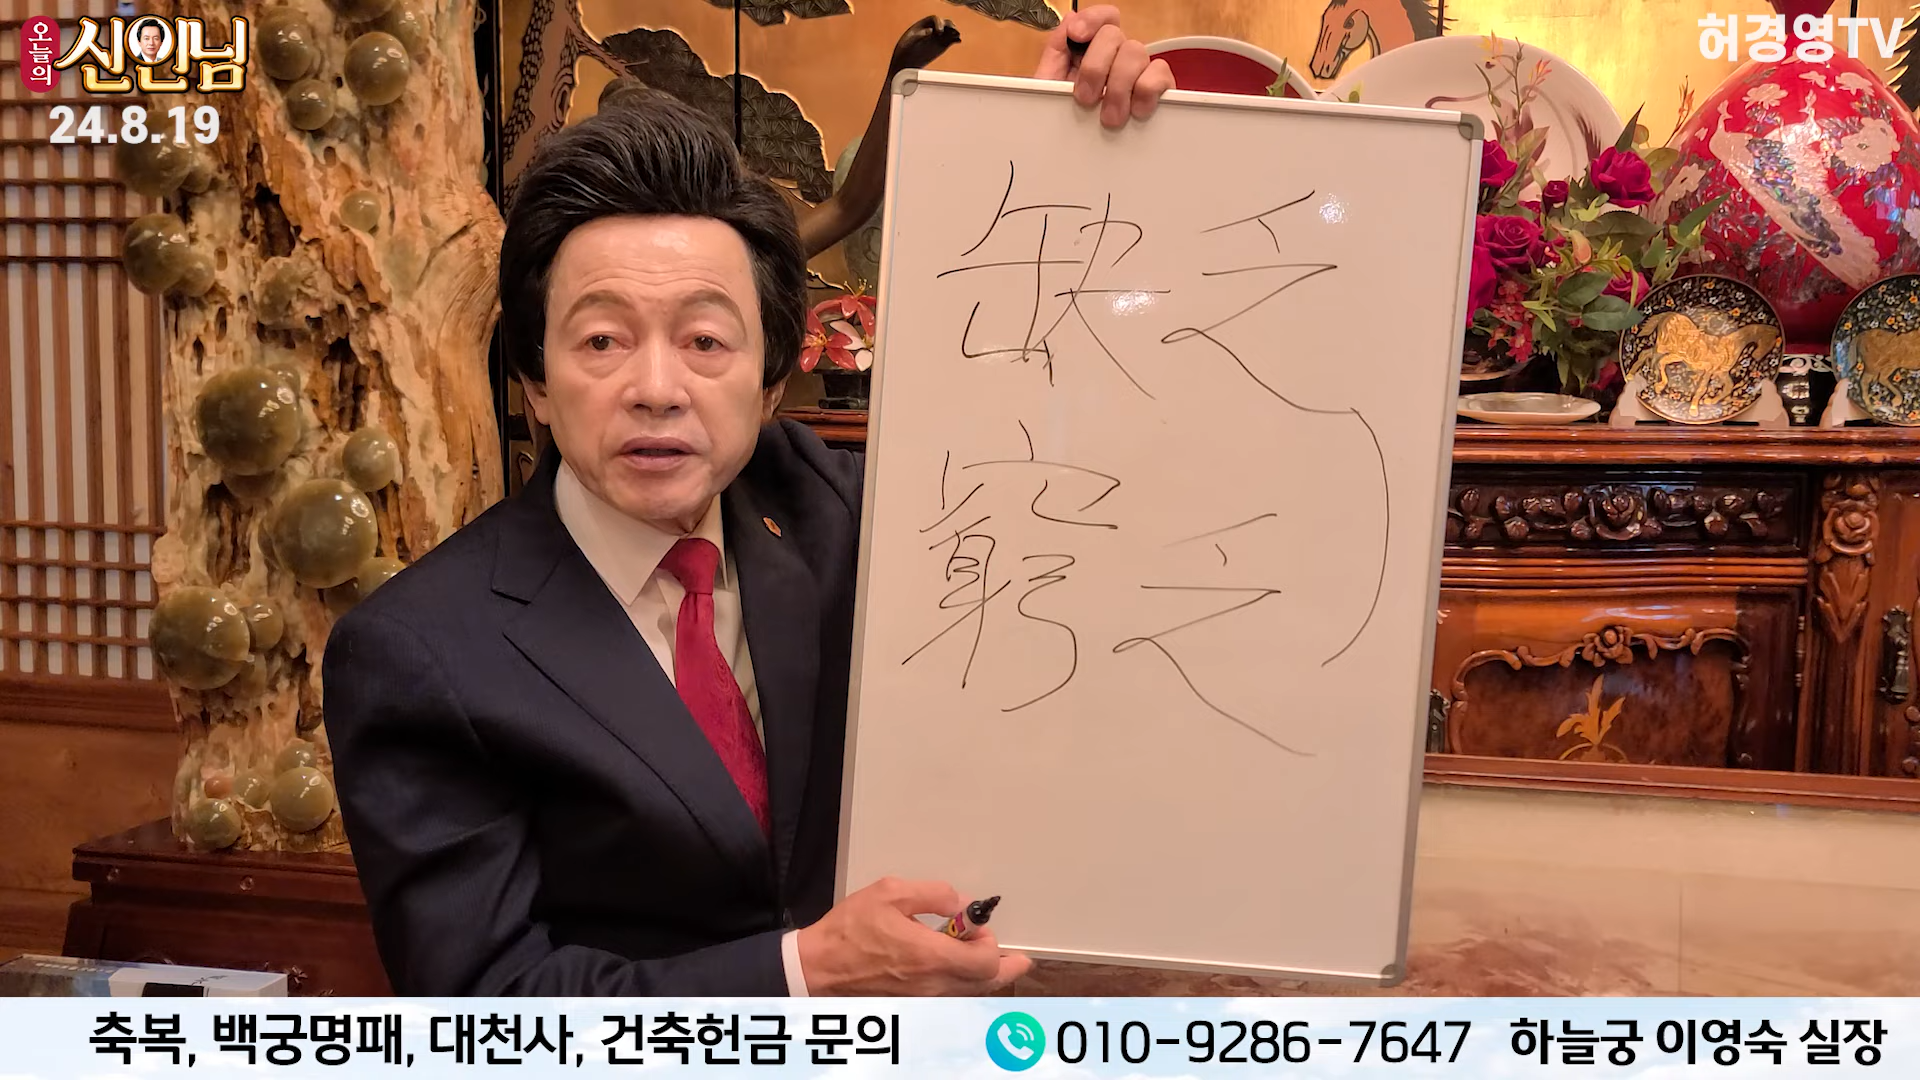 오늘의 신인님
24.8.19
허경영TV
缺乏
窮乏
축복, 백궁명패, 대천사, 건축헌금 문의
010-9286-7647 하늘궁 이영숙 실장